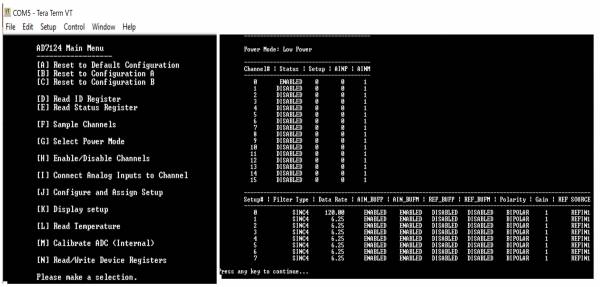 COM5 - Tera Term VT
File Edit Setup Control Window Help
AD7124 Main Menu
[A] Reset to Default Configuration
[B] Reset to Configuration A
[C] Reset to Configuration B
[D] Read ID Register
[E] Read Status Register
[F] Sample Channels
[G] Select Power Mode
[H] Enable/Disable Channels
[I] Connect Analog Inputs to Channel
[J] Configure and Assign Setup
[K] Display setup
[L] Read Temperature
[M] Calibrate ADC (Internal)
[N] Read/Write Device Registers
Please make a selection.
Power Mode: Low Power
Channel# | Status | Setup | AINP | AINM
0 ENABLED 0 0 1
1 DISABLED 0 0 1
2 DISABLED 0 0 1
3 DISABLED 0 0 1
4 DISABLED 0 0 1
5 DISABLED 0 0 1
6 DISABLED 0 0 1
7 DISABLED 0 0 1
8 DISABLED 0 0 1
9 DISABLED 0 0 1
10 DISABLED 0 0 1
11 DISABLED 0 0 1
12 DISABLED 0 0 1
13 DISABLED 0 0 1
14 DISABLED 0 0 1
15 DISABLED 0 0 1
Setup# | Filter Type | Data Rate | AIN_BUFP | AIN_BUFM | REF_BUFP | REF_BUFM | Polarity | Gain | REF SOURCE
0 SINC4 120.00 ENABLED ENABLED DISABLED DISABLED BIPOLAR 1 REFIN1
1 SINC4 6.25 ENABLED ENABLED DISABLED DISABLED BIPOLAR 1 REFIN1
2 SINC4 6.25 ENABLED ENABLED DISABLED DISABLED BIPOLAR 1 REFIN1
3 SINC4 6.25 ENABLED ENABLED DISABLED DISABLED BIPOLAR 1 REFIN1
4 SINC4 6.25 ENABLED ENABLED DISABLED DISABLED BIPOLAR 1 REFIN1
5 SINC4 6.25 ENABLED ENABLED DISABLED DISABLED BIPOLAR 1 REFIN1
6 SINC4 6.25 ENABLED ENABLED DISABLED DISABLED BIPOLAR 1 REFIN1
7 SINC4 6.25 ENABLED ENABLED DISABLED DISABLED BIPOLAR 1 REFIN1
Press any key to continue...